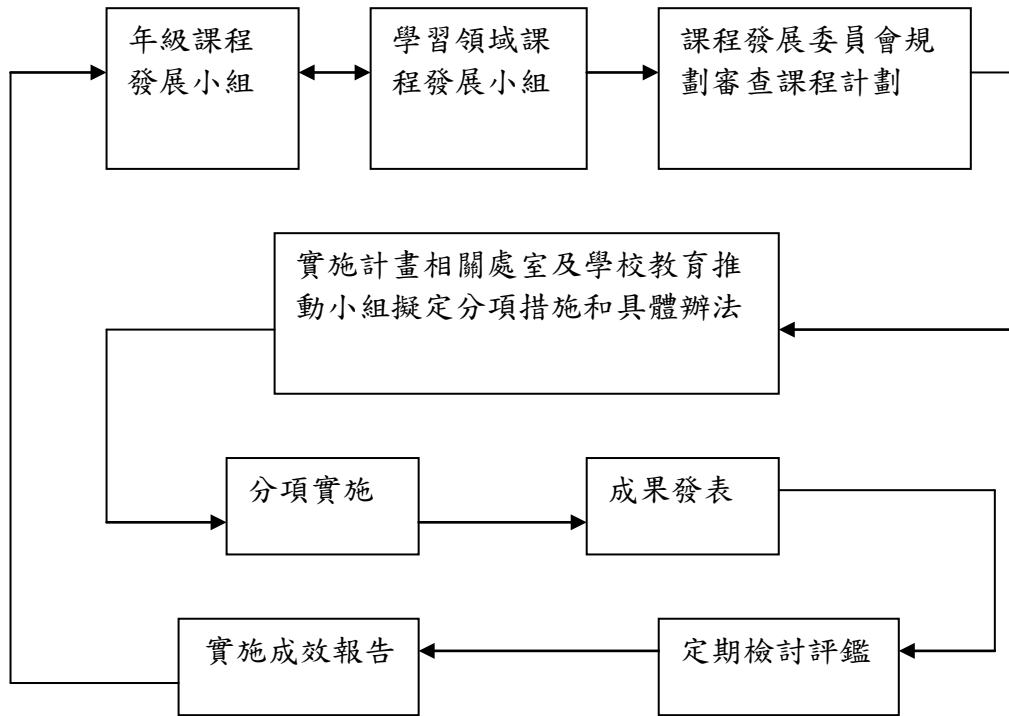 年級課程
發展小組
學習領域課
程發展小組
課程發展委員會規
劃審查課程計劃
實施計畫相關處室及學校教育推
動小組擬定分項措施和具體辦法
分項實施
成果發表
實施成效報告
定期檢討評鑑